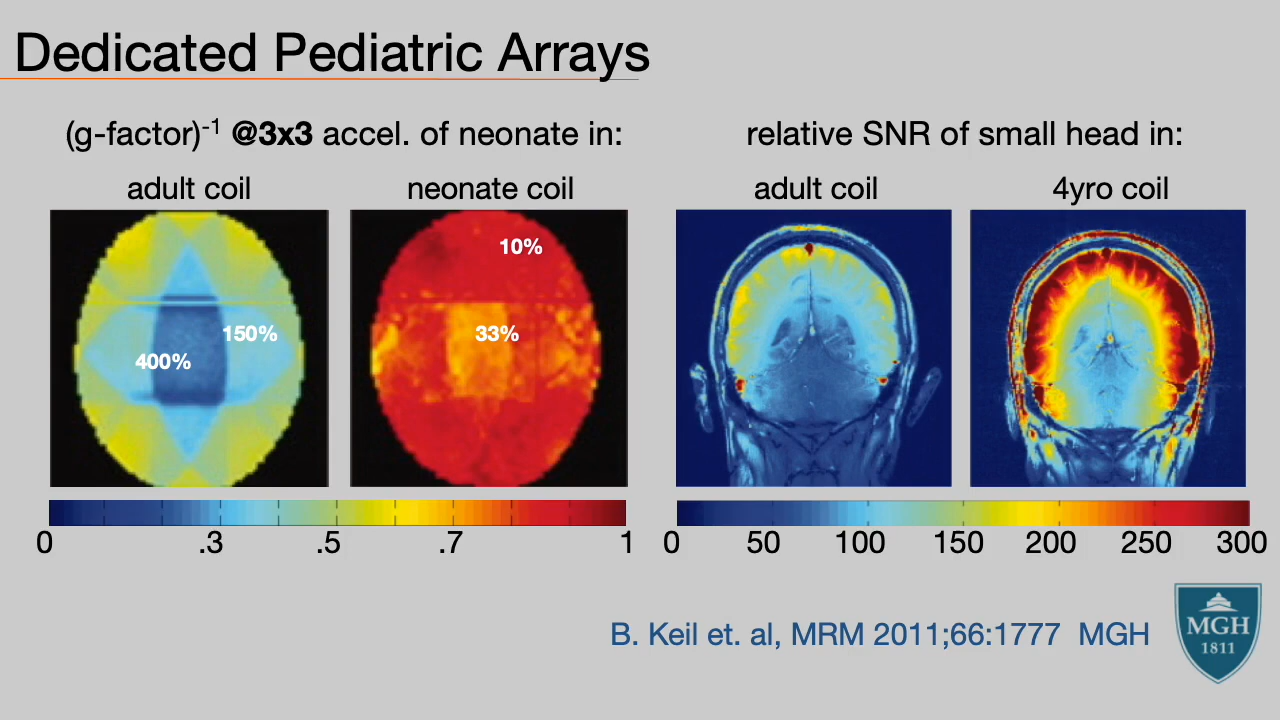 Dedicated Pediatric Arrays
(g-factor)-1 @3x3 accel. of neonate in:
adult coil
neonate coil
10%
33%
150%
400%
0 .3 .5 .7 1
relative SNR of small head in:
adult coil
4yro coil
0 50 100 150 200 250 300
B. Keil et. al, MRM 2011;66:1777 MGH
MGH
1811